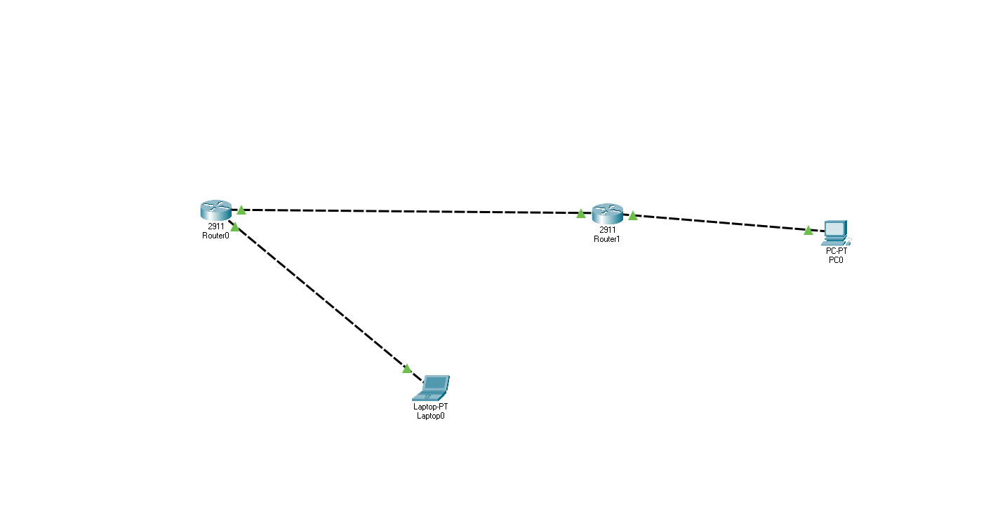 2911
Router0
2911
Router1
PC-PT
PC0
Laptop-PT
Laptop0